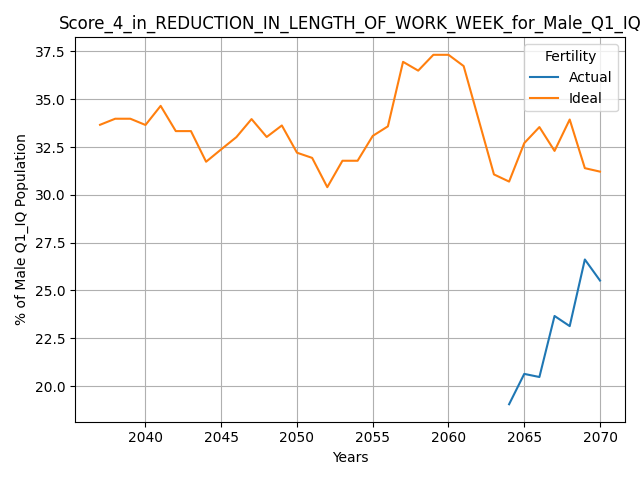 Score_4_in_REDUCTION_IN_LENGTH_OF_WORK_WEEK_for_Male_Q1_IQ
% of Male Q1_IQ Population
37.5
35.0
32.5
30.0
27.5
25.0
22.5
20.0
Fertility
Actual
Ideal
2040 2045 2050 2055 2060 2065 2070
Years